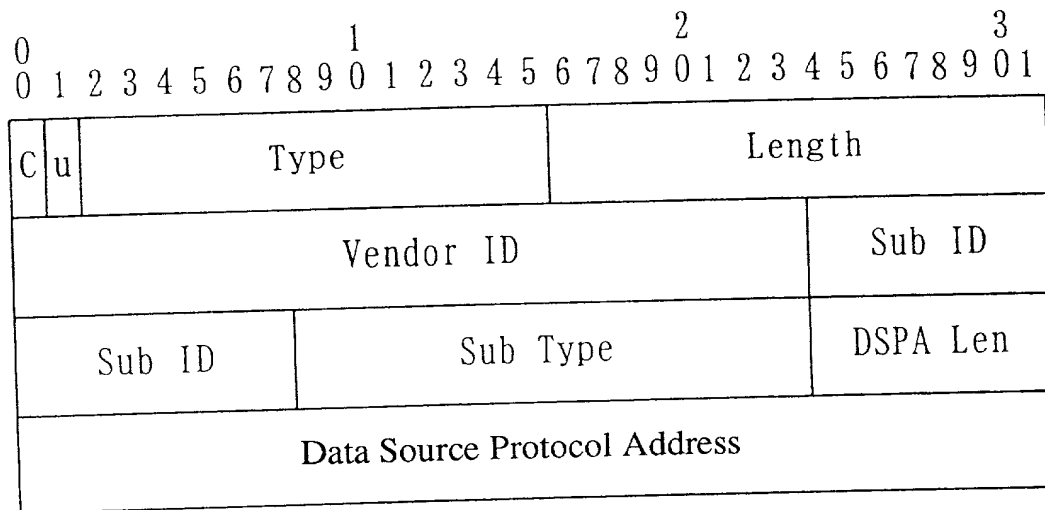 0 1 2 3
0 1 2 3 4 5 6 7 8 9 0 1 2 3 4 5 6 7 8 9 0 1 2 3 4 5 6 7 8 9 0 1
C u Type Length
Vendor ID Sub ID
Sub ID Sub Type DSPA Len
Data Source Protocol Address